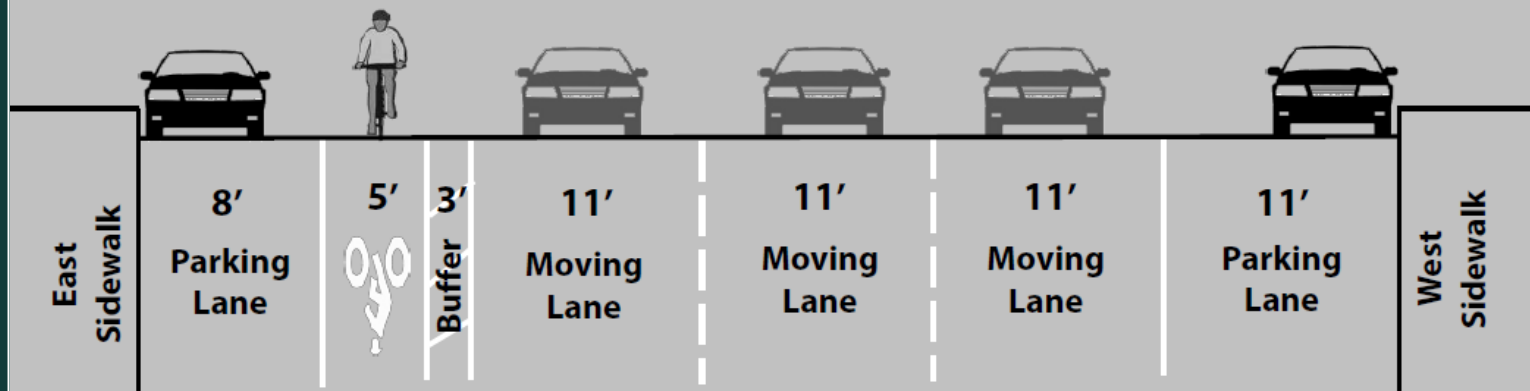 East
Sidewalk
8’
Parking
Lane
5’
3’
Buffer
11’
Moving
Lane
11’
Moving
Lane
11’
Moving
Lane
11’
Parking
Lane
West
Sidewalk